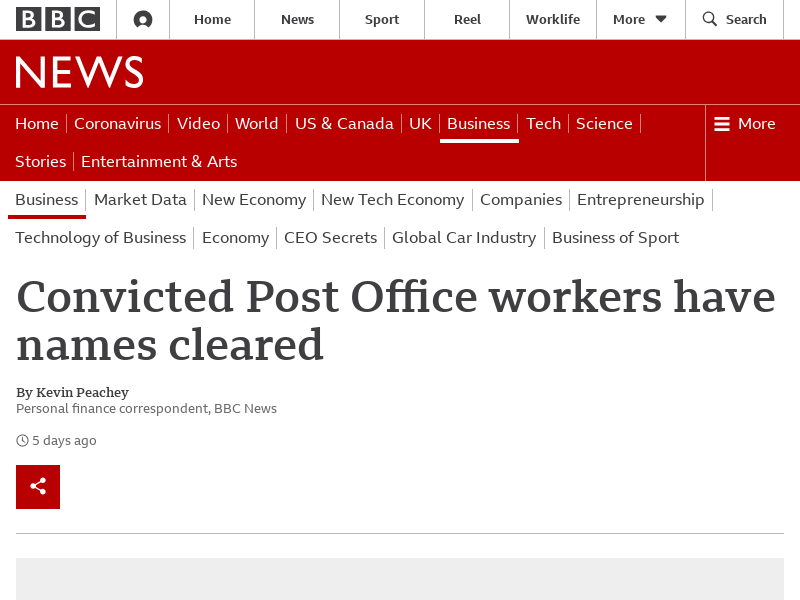 BBC Home News Sport Reel Worklife More Search
NEWS
Home Coronavirus Video World US & Canada UK Business Tech Science More
Stories Entertainment & Arts
Business Market Data New Economy New Tech Economy Companies Entrepreneurship
Technology of Business Economy CEO Secrets Global Car Industry Business of Sport
Convicted Post Office workers have
names cleared
By Kevin Peachey
Personal finance correspondent, BBC News
5 days ago